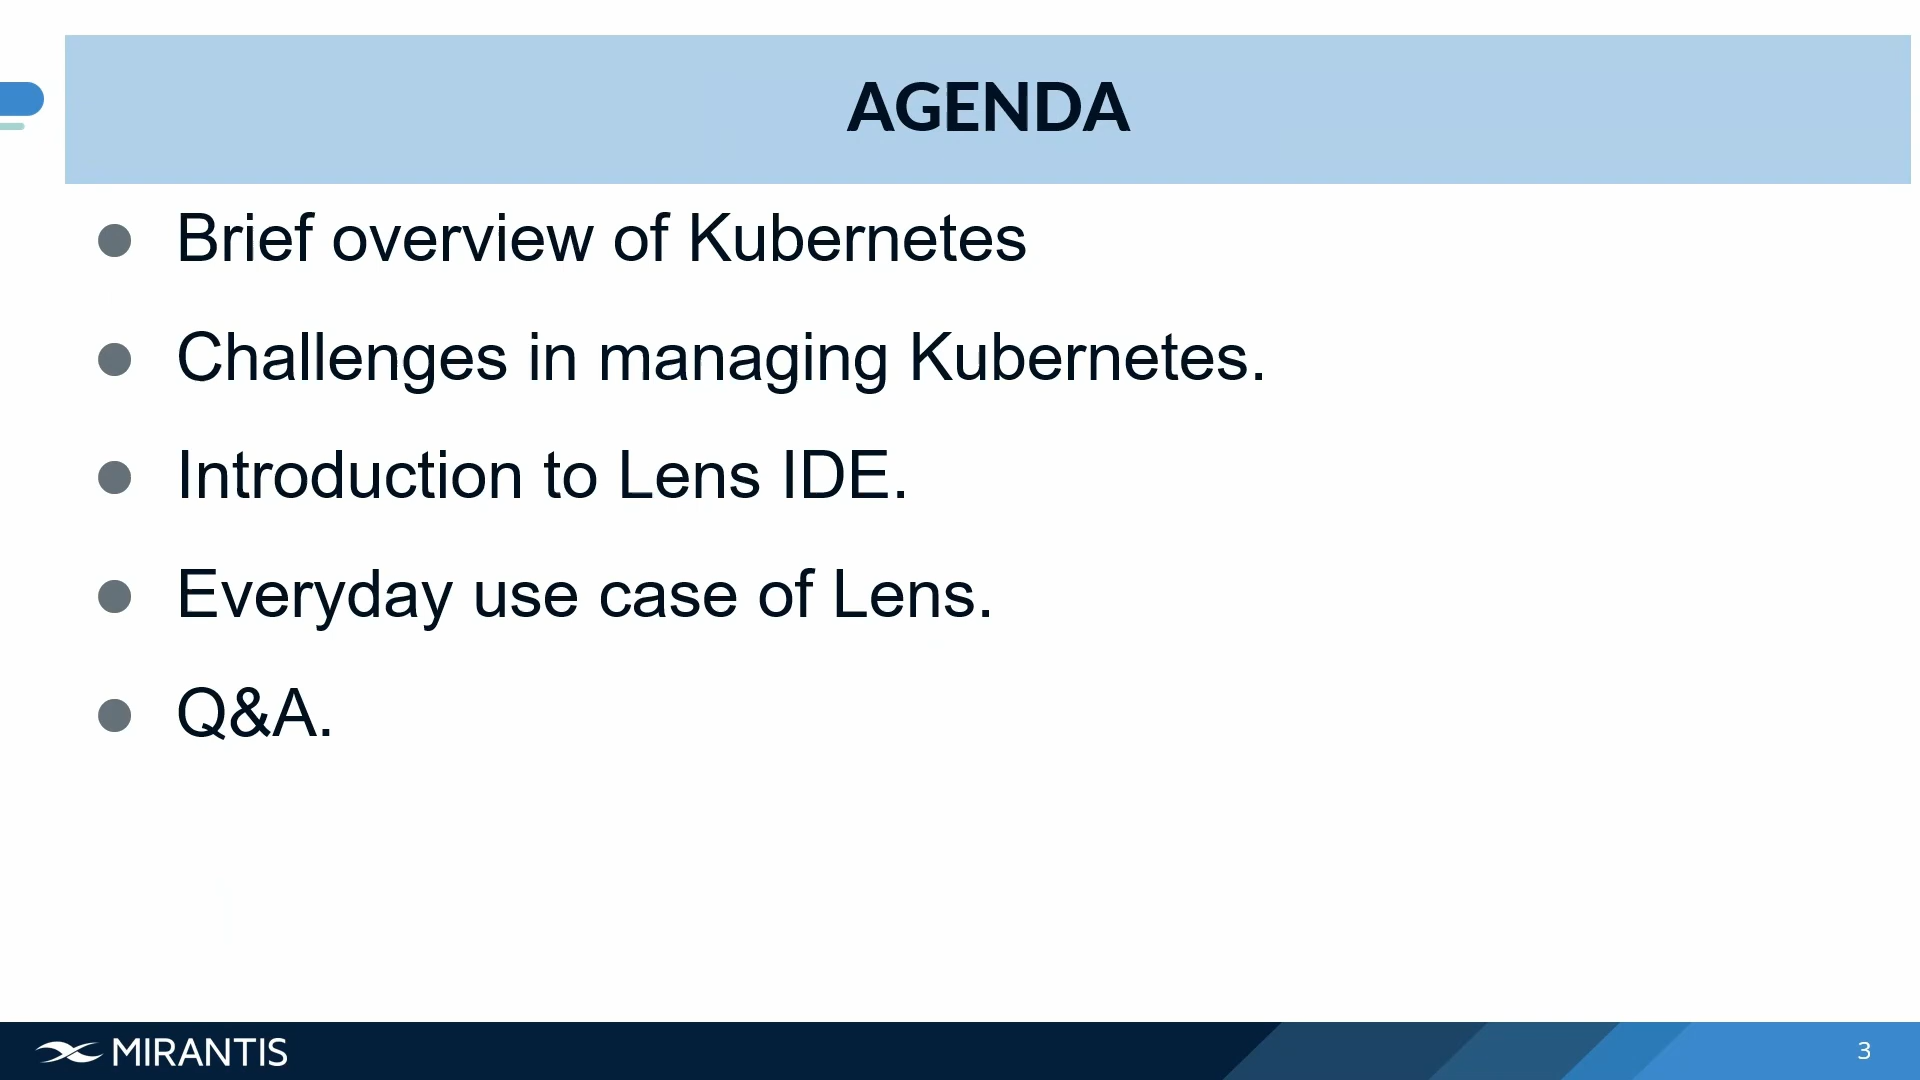 AGENDA
Brief overview of Kubernetes
Challenges in managing Kubernetes.
Introduction to Lens IDE.
Everyday use case of Lens.
Q&A.
MIRANTIS
3